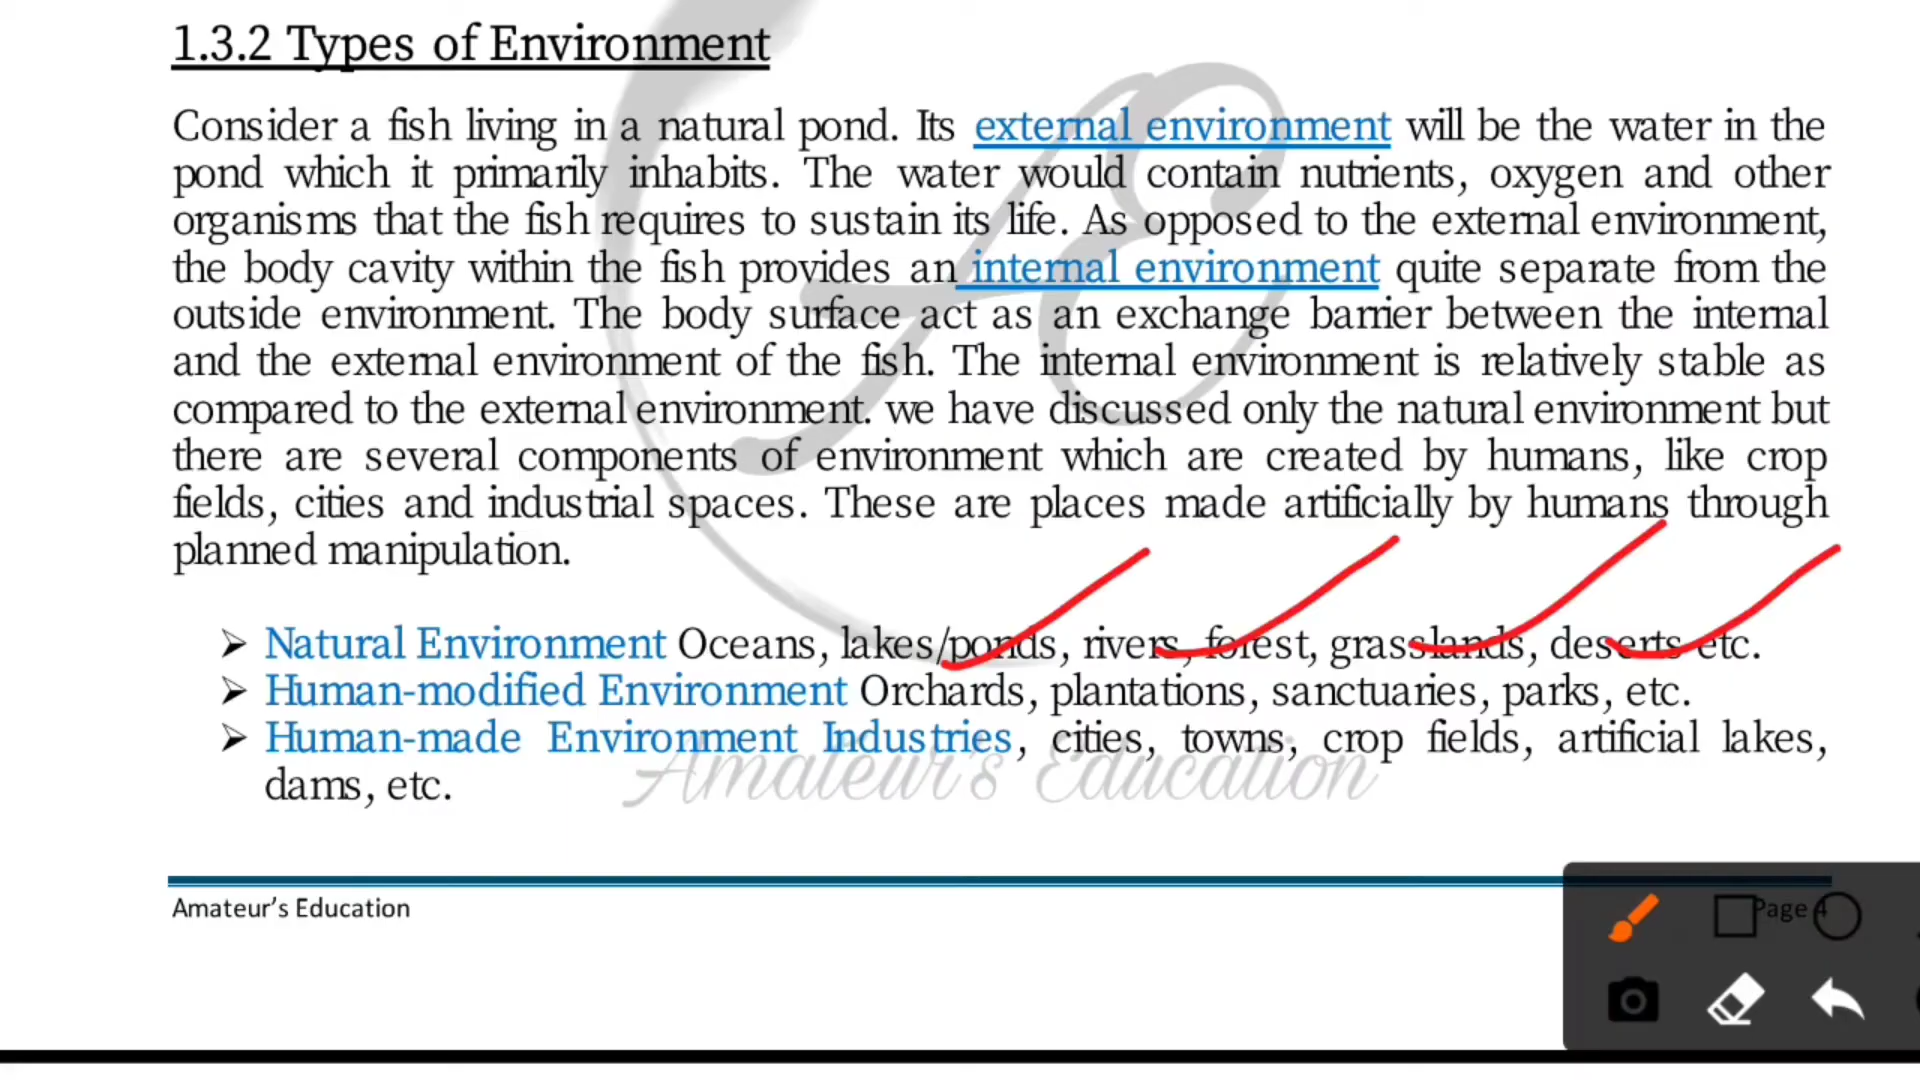 1.3.2 Types of Environment
Consider a fish living in a natural pond. Its external environment will be the water in the
pond which it primarily inhabits. The water would contain nutrients, oxygen and other
organisms that the fish requires to sustain its life. As opposed to the external environment,
the body cavity within the fish provides an internal environment quite separate from the
outside environment. The body surface act as an exchange barrier between the internal
and the external environment of the fish. The internal environment is relatively stable as
compared to the external environment. we have discussed only the natural environment but
there are several components of environment which are created by humans, like crop
fields, cities and industrial spaces. These are places made artificially by humans through
planned manipulation.
➢ Natural Environment Oceans, lakes/ponds, rivers, forest, grasslands, deserts etc.
➢ Human-modified Environment Orchards, plantations, sanctuaries, parks, etc.
➢ Human-made Environment Industries, cities, towns, crop fields, artificial lakes,
dams, etc.
Amateur's Education
Amateur’s Education
Page 4